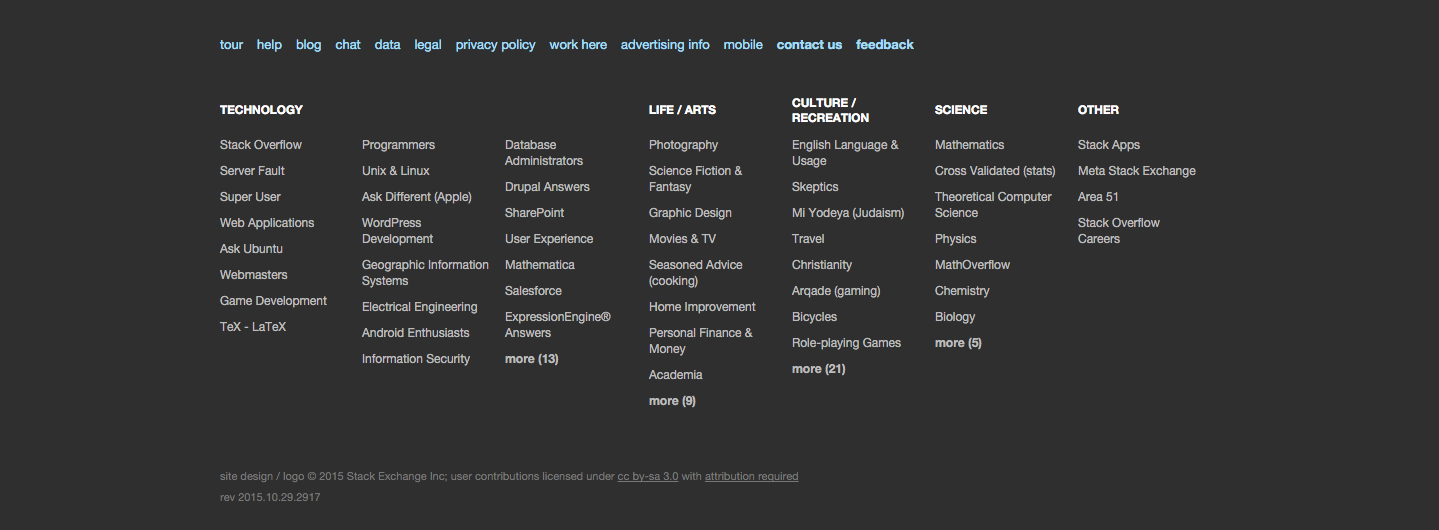 tour help blog chat data legal privacy policy work here advertising info mobile contact us feedback
TECHNOLOGY
Stack Overflow
Server Fault
Super User
Web Applications
Ask Ubuntu
Webmasters
Game Development
TeX - LaTeX
Programmers
Unix & Linux
Ask Different (Apple)
WordPress
Development
Geographic Information
Systems
Electrical Engineering
Android Enthusiasts
Information Security
Database
Administrators
Drupal Answers
SharePoint
User Experience
Mathematica
Salesforce
ExpressionEngine®
Answers
more (13)
LIFE / ARTS
Photography
Science Fiction &
Fantasy
Graphic Design
Movies & TV
Seasoned Advice
(cooking)
Home Improvement
Personal Finance &
Money
Academia
more (9)
CULTURE /
RECREATION
English Language &
Usage
Skeptics
Mi Yodeya (Judaism)
Travel
Christianity
Arqade (gaming)
Bicycles
Role-playing Games
more (21)
SCIENCE
Mathematics
Cross Validated (stats)
Theoretical Computer
Science
Physics
MathOverflow
Chemistry
Biology
more (5)
OTHER
Stack Apps
Meta Stack Exchange
Area 51
Stack Overflow
Careers
site design / logo © 2015 Stack Exchange Inc; user contributions licensed under cc by-sa 3.0 with attribution required
rev 2015.10.29.2917